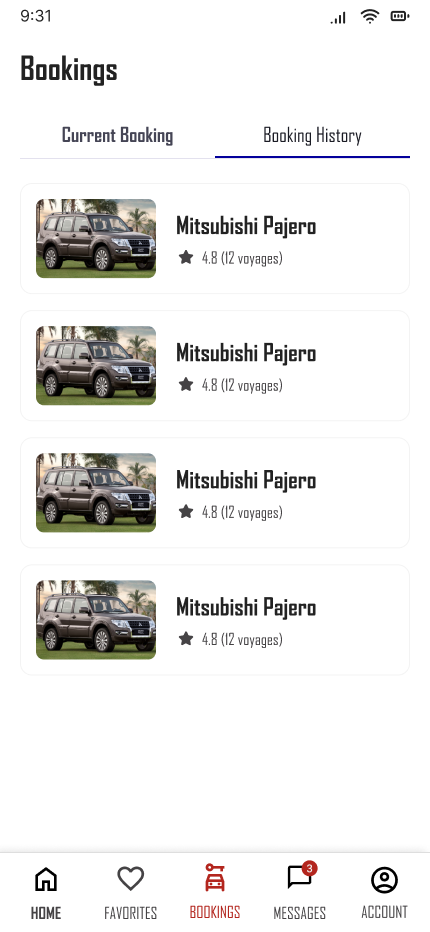 9:31
Bookings
Current Booking
Booking History
Mitsubishi Pajero
4.8 (12 voyages)
Mitsubishi Pajero
4.8 (12 voyages)
Mitsubishi Pajero
4.8 (12 voyages)
Mitsubishi Pajero
4.8 (12 voyages)
3
HOME
FAVORITES
BOOKINGS
MESSAGES
ACCOUNT